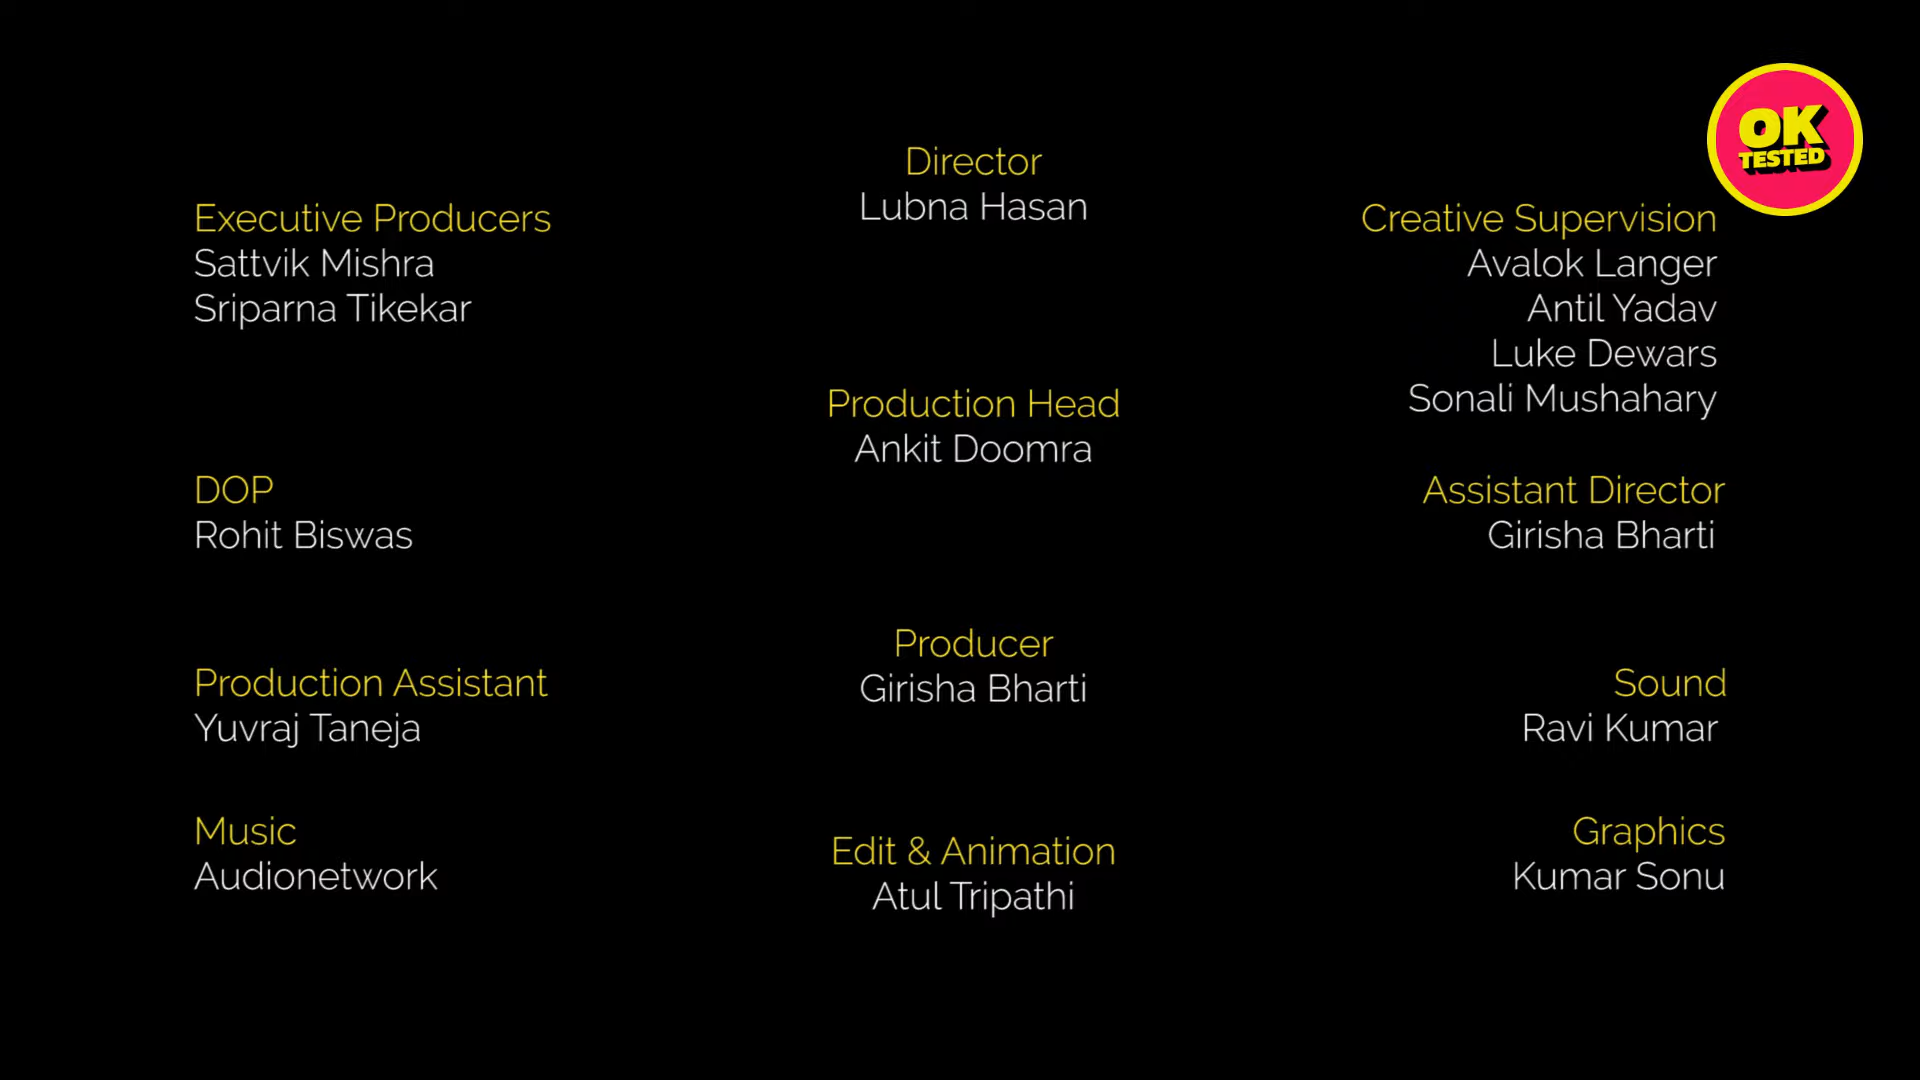 Executive Producers
Sattvik Mishra
Sriparna Tikekar
DOP
Rohit Biswas
Production Assistant
Yuvraj Taneja
Music
Audionetwork
Director
Lubna Hasan
Production Head
Ankit Doomra
Producer
Girisha Bharti
Edit & Animation
Atul Tripathi
OK
TESTED
Creative Supervision
Avalok Langer
Antil Yadav
Luke Dewars
Sonali Mushahary
Assistant Director
Girisha Bharti
Sound
Ravi Kumar
Graphics
Kumar Sonu